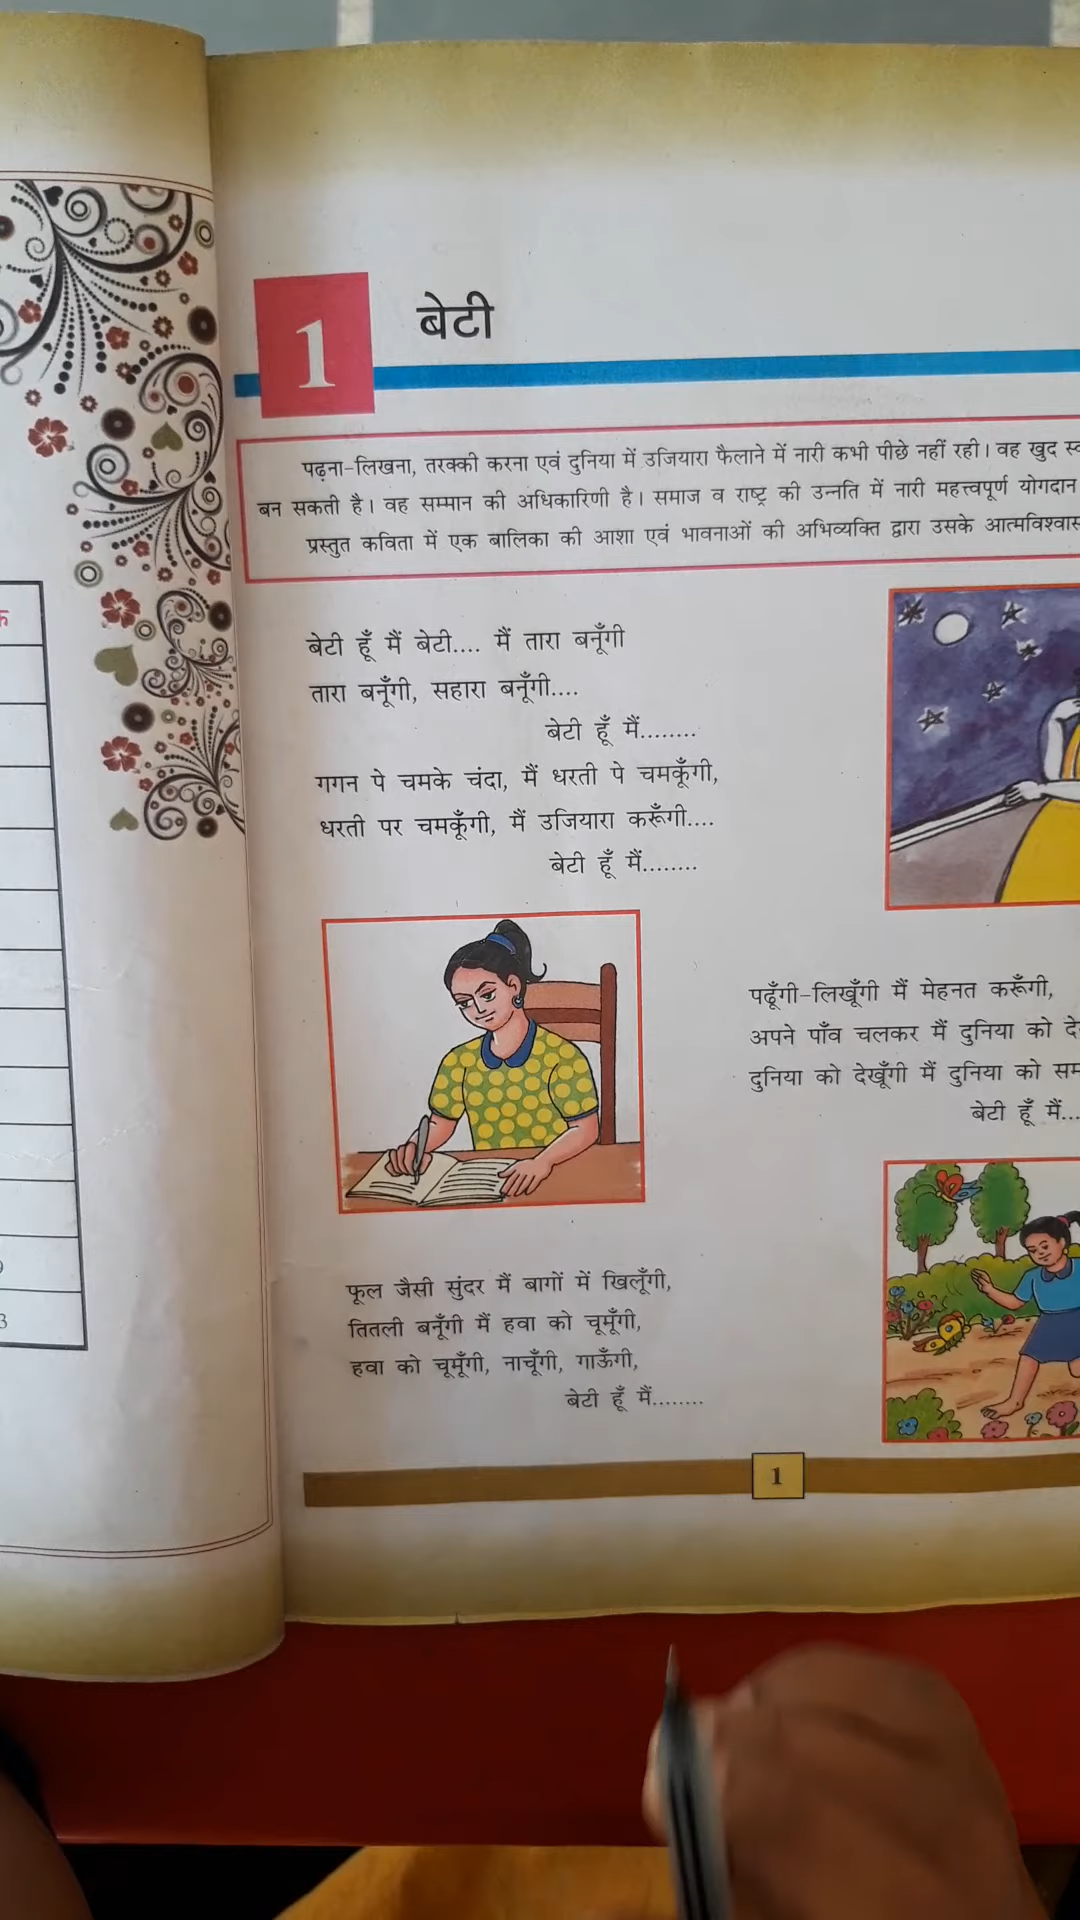 1
बेटी
पढ़ना-लिखना, तरक्की करना एवं दुनिया में उजियारा फैलाने में नारी कभी पीछे नहीं रही। वह खुद
बन सकती है। वह सम्मान की अधिकारिणी है। समाज व राष्ट्र की उन्नति में नारी महत्त्वपूर्ण योगदान
प्रस्तुत कविता में एक बालिका की आशा एवं भावनाओं की अभिव्यक्ति द्वारा उसके आत्मविश्वास
बेटी हूँ मैं बेटी.... मैं तारा बनूँगी
तारा बनूँगी, सहारा बनूँगी....
बेटी हूँ मैं........
गगन पे चमके चंदा, मैं धरती पे चमकूँगी,
धरती पर चमकूँगी, मैं उजियारा करूँगी....
बेटी हूँ मैं........
पढूँगी-लिखूँगी मैं मेहनत करूँगी,
अपने पाँव चलकर मैं दुनिया को
दुनिया को देखूँगी मैं दुनिया को
बेटी हूँ मैं...
फूल जैसी सुंदर मैं बागों में खिलूँगी,
तितली बनूँगी मैं हवा को चूमूँगी,
हवा को चूमूँगी, नाचूँगी, गाऊँगी,
बेटी हूँ मैं........
1